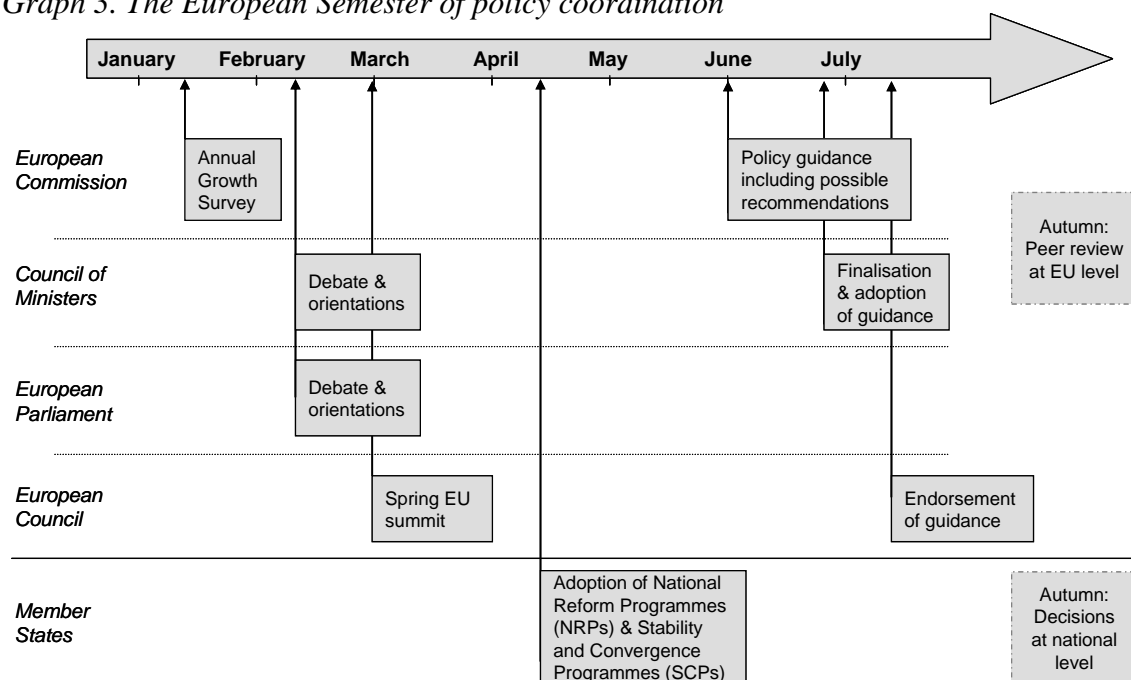 Graph 3. The European Semester of policy coordination
January February March April May June July
European
Commission
Annual
Growth
Survey
Policy guidance
including possible
recommendations
Autumn:
Peer review
at EU level
Council of
Ministers
Debate &
orientations
Finalisation
& adoption
of guidance
European
Parliament
Debate &
orientations
European
Council
Spring EU
summit
Endorsement
of guidance
Member
States
Adoption of National
Reform Programmes
(NRPs) & Stability
and Convergence
Programmes (SCPs)
Autumn:
Decisions
at national
level